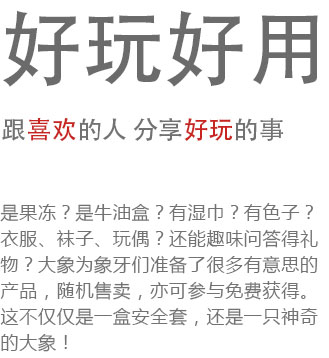 好玩好用
跟喜欢的人 分享好玩的事
是果冻？是牛油盒？有湿巾？有色子？
衣服、袜子、玩偶？还能趣味问答得礼
物？大象为象牙们准备了很多有意思的
产品，随机售卖，亦可参与免费获得。
这不仅仅是一盒安全套，还是一只神奇
的大象！